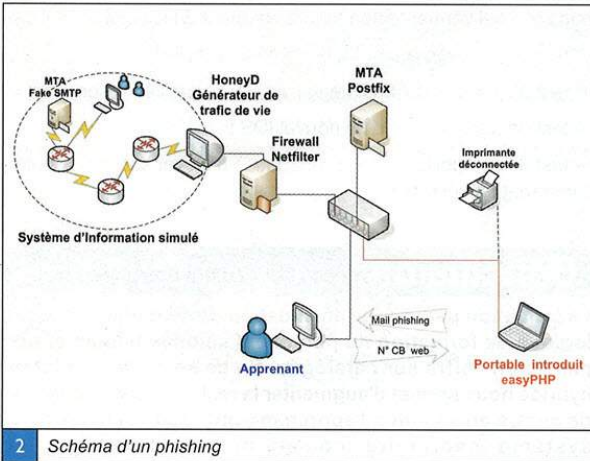 MTA
Fake SMTP
HoneyD
Générateur de
trafic de vie
MTA
Postfix
Firewall
Netfilter
Imprimante
déconnectée
Système d'Information simulé
Mail phishing
N° CB web
Apprenant
Portable introduit
easyPHP
2 Schéma d'un phishing